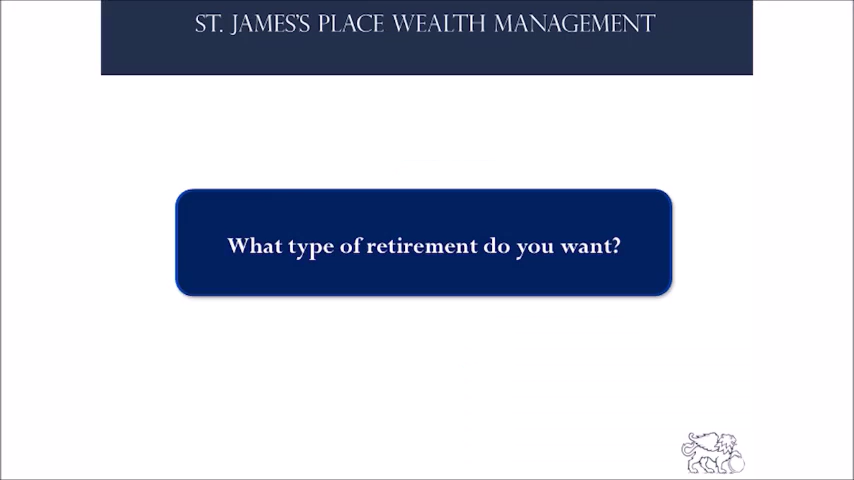 ST. JAMES'S PLACE WEALTH MANAGEMENT
What type of retirement do you want?